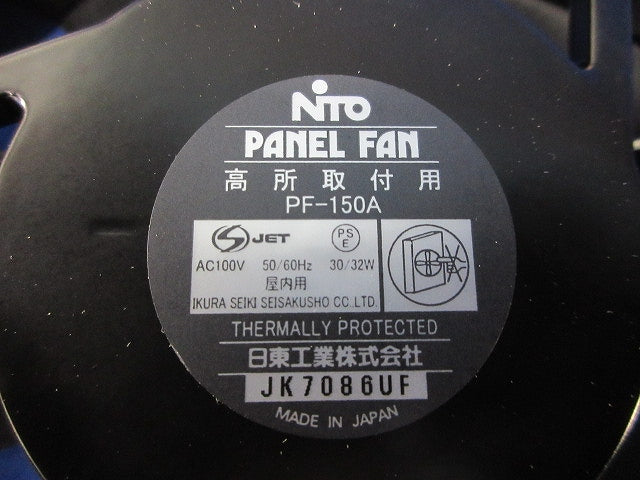 NITO
PANEL FAN
高所取付用
PF-150A
S JET PS E
AC100V 50/60Hz 30/32W
屋内用
IKURA SEIKI SEISAKUSHO CO.,LTD.
THERMALLY PROTECTED
日東工業株式会社
JK7086UF
MADE IN JAPAN